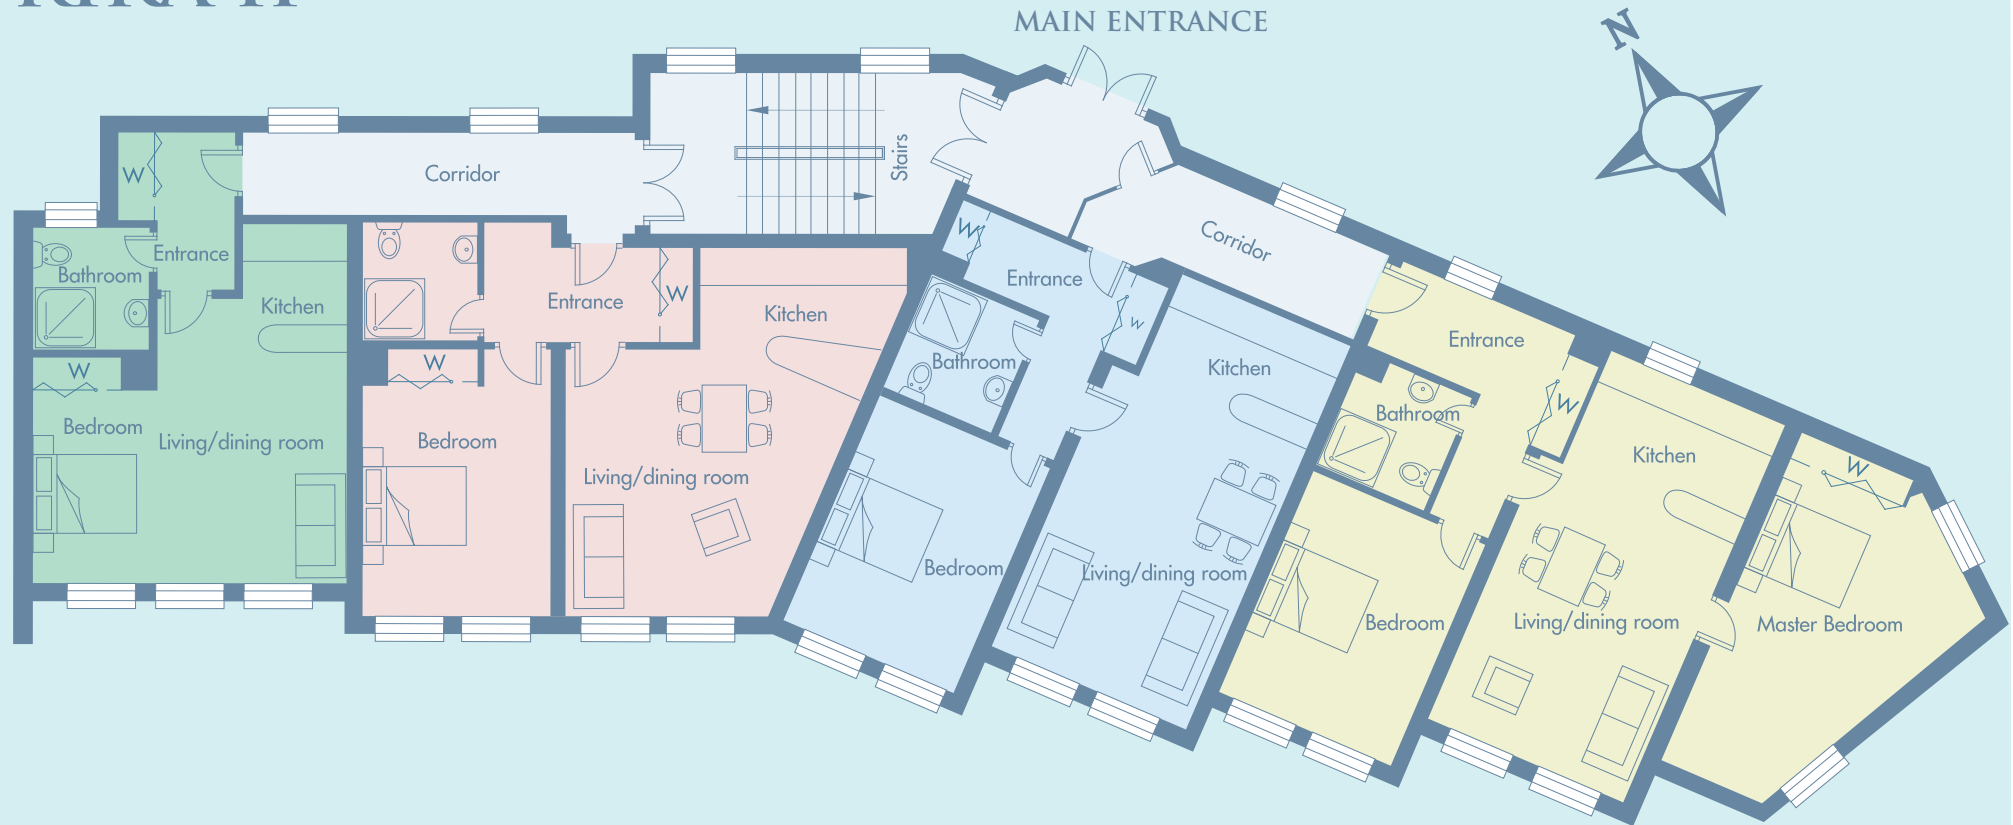 MAIN ENTRANCE
N
Corridor
Stairs
Corridor
W
Entrance
Bathroom
Kitchen
W
Bedroom
Living/dining room
Entrance
W
Kitchen
W
Bedroom
Living/dining room
W
Entrance
W
Bathroom
Kitchen
Bedroom
Living/dining room
Entrance
W
Bathroom
Kitchen
Bedroom
Living/dining room
W
Master Bedroom